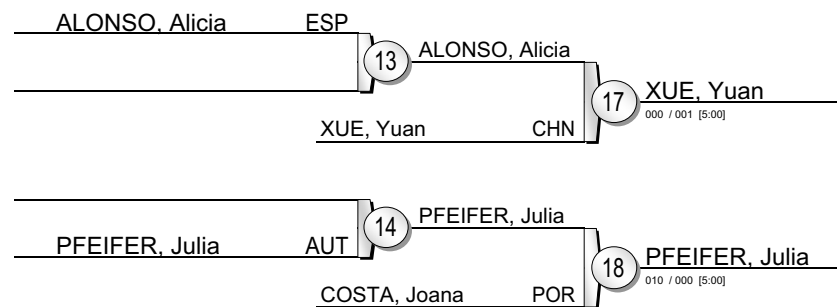 ALONSO, Alicia ESP
13 ALONSO, Alicia
17 XUE, Yuan
000 / 001 [5:00]
XUE, Yuan CHN
14 PFEIFER, Julia
PFEIFER, Julia AUT
18 PFEIFER, Julia
010 / 000 [5:00]
COSTA, Joana POR